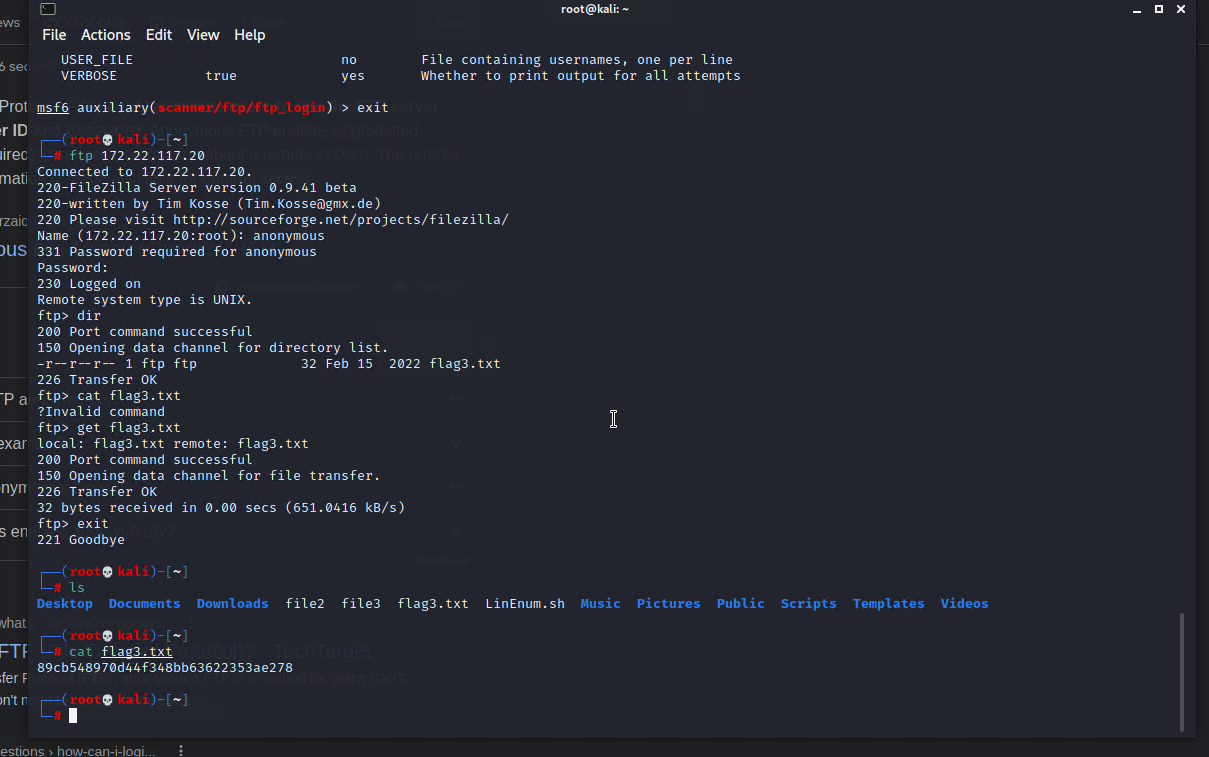 root@kali: ~
ews
File Actions Edit View Help
USER_FILE no File containing usernames, one per line
VERBOSE true yes Whether to print output for all attempts
msf6 auxiliary(scanner/ftp/ftp_login) > exit
┌──(root💀kali)-[~]
└─# ftp 172.22.117.20
Connected to 172.22.117.20.
220-FileZilla Server version 0.9.41 beta
220-written by Tim Kosse (Tim.Kosse@gmx.de)
220 Please visit http://sourceforge.net/projects/filezilla/
Name (172.22.117.20:root): anonymous
331 Password required for anonymous
Password:
230 Logged on
Remote system type is UNIX.
ftp> dir
200 Port command successful
150 Opening data channel for directory list.
-r--r--r-- 1 ftp ftp 32 Feb 15 2022 flag3.txt
226 Transfer OK
ftp> cat flag3.txt
?Invalid command
ftp> get flag3.txt
local: flag3.txt remote: flag3.txt
200 Port command successful
150 Opening data channel for file transfer.
226 Transfer OK
32 bytes received in 0.00 secs (651.0416 kB/s)
ftp> exit
221 Goodbye
┌──(root💀kali)-[~]
└─# ls
Desktop Documents Downloads file2 file3 flag3.txt LinEnum.sh Music Pictures Public Scripts Templates Videos
┌──(root💀kali)-[~]
└─# cat flag3.txt
89cb548970d44f348bb63622353ae278
┌──(root💀kali)-[~]
└─#
estions › how-can-i-logi...